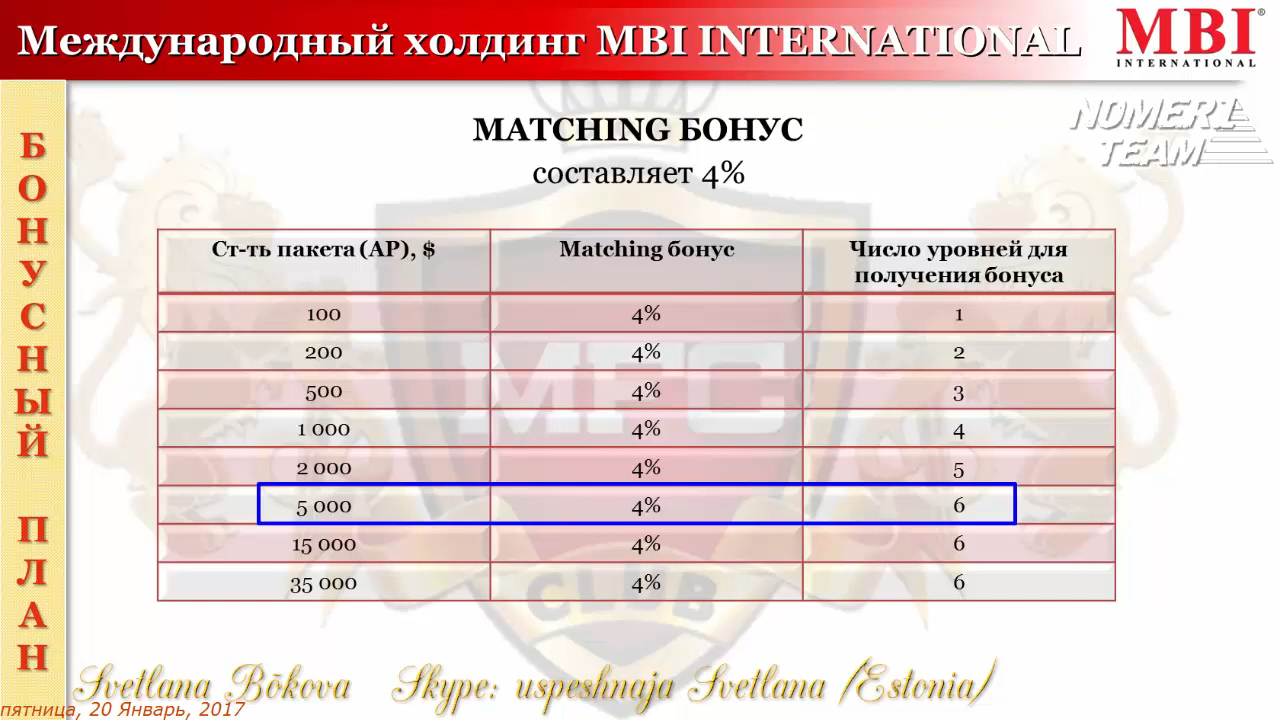 Международный холдинг MBI INTERNATIONAL
MBI®
INTERNATIONAL
NOMER1
TEAM
БОНУСНЫЙ ПЛАН
MATCHING БОНУС
составляет 4%
Ст-ть пакета (АР), $ Matching бонус Число уровней для получения бонуса
100 4% 1
200 4% 2
500 4% 3
1 000 4% 4
2 000 4% 5
5 000 4% 6
15 000 4% 6
35 000 4% 6
MFC
CLUB
Svetlana Bõkova Skype: uspeshnaja Svetlana (Estonia)
пятница, 20 Январь, 2017